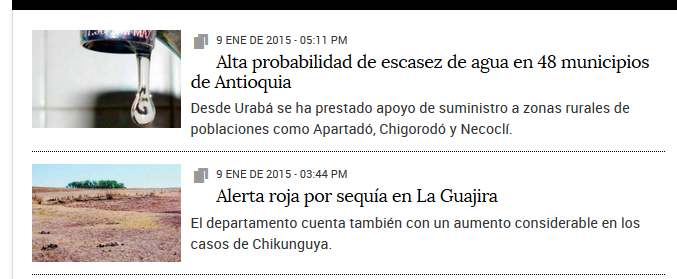 9 ENE DE 2015 - 05:11 PM
Alta probabilidad de escasez de agua en 48 municipios
de Antioquia
Desde Urabá se ha prestado apoyo de suministro a zonas rurales de
poblaciones como Apartadó, Chigorodó y Necoclí.
9 ENE DE 2015 - 03:44 PM
Alerta roja por sequía en La Guajira
El departamento cuenta también con un aumento considerable en los
casos de Chikunguya.